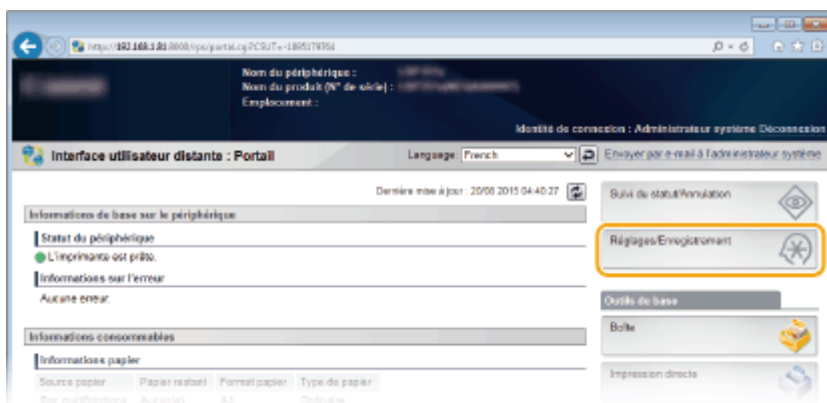 Nom du périphérique :
Nom du produit (N° de série) :
Emplacement :
Identité de connexion : Administrateur système Déconnexion
Interface utilisateur distante : Portail
Language: French
Envoyer par e-mail à l'administrateur système
Dernière mise à jour : 20/08 2015 04:40:27
Suivi du statut/Annulation
Informations de base sur le périphérique
Statut du périphérique
Réglages/Enregistrement
L'imprimante est prête.
Informations sur l'erreur
Aucune erreur.
Outils de base
Boîte
Informations consommables
Informations papier
Impression directe
Source papier Papier restant Format papier Type de papier